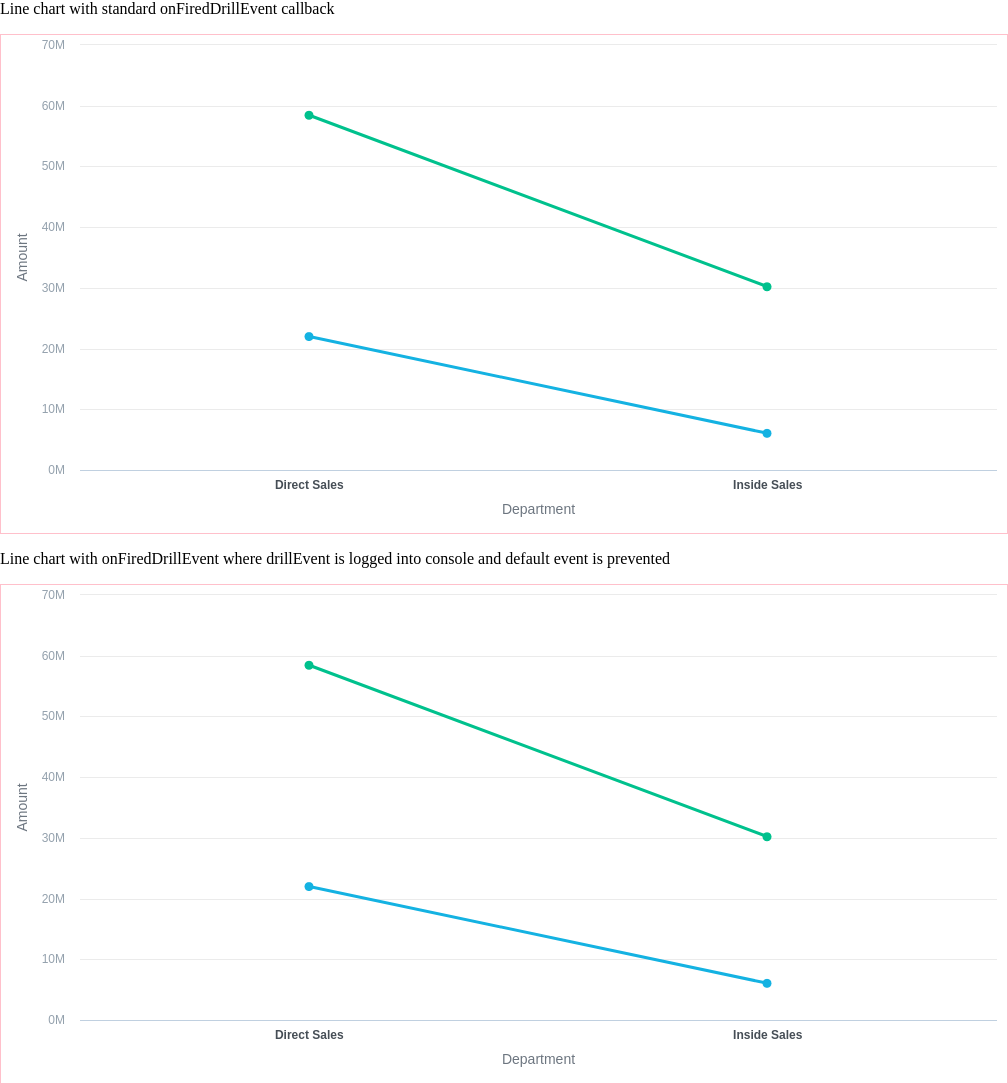 Line chart with standard onFiredDrillEvent callback
70M
60M
50M
40M
30M
20M
10M
0M
Amount
Direct Sales
Inside Sales
Department
Line chart with onFiredDrillEvent where drillEvent is logged into console and default event is prevented
70M
60M
50M
40M
30M
20M
10M
0M
Amount
Direct Sales
Inside Sales
Department